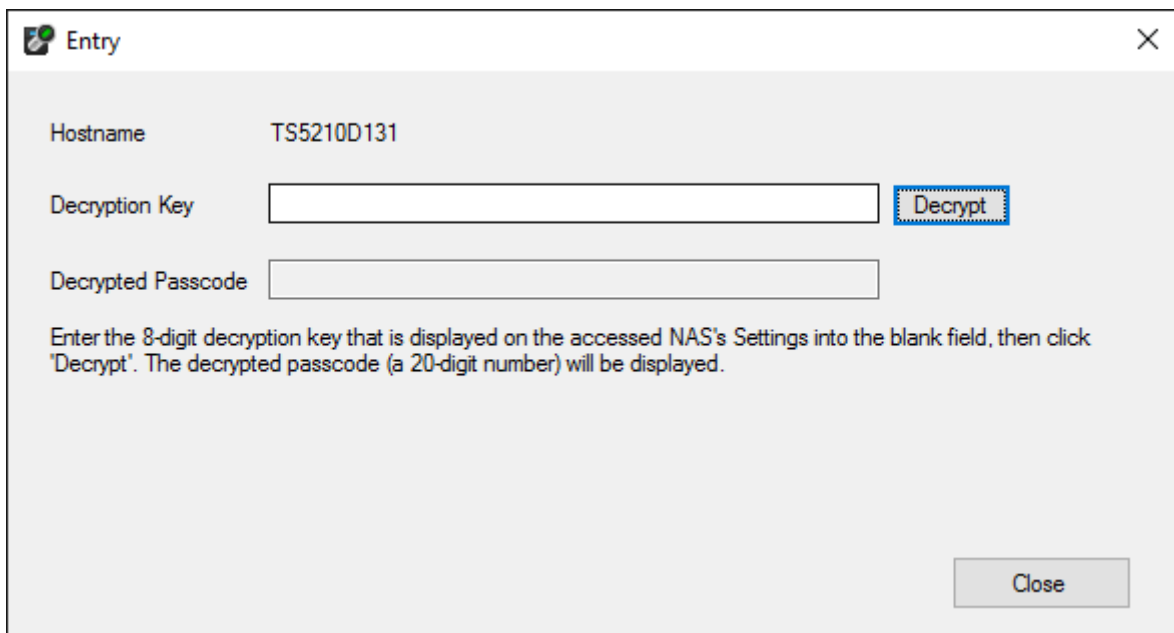 Entry
Hostname TS5210D131
Decryption Key Decrypt
Decrypted Passcode
Enter the 8-digit decryption key that is displayed on the accessed NAS's Settings into the blank field, then click
'Decrypt'. The decrypted passcode (a 20-digit number) will be displayed.
Close